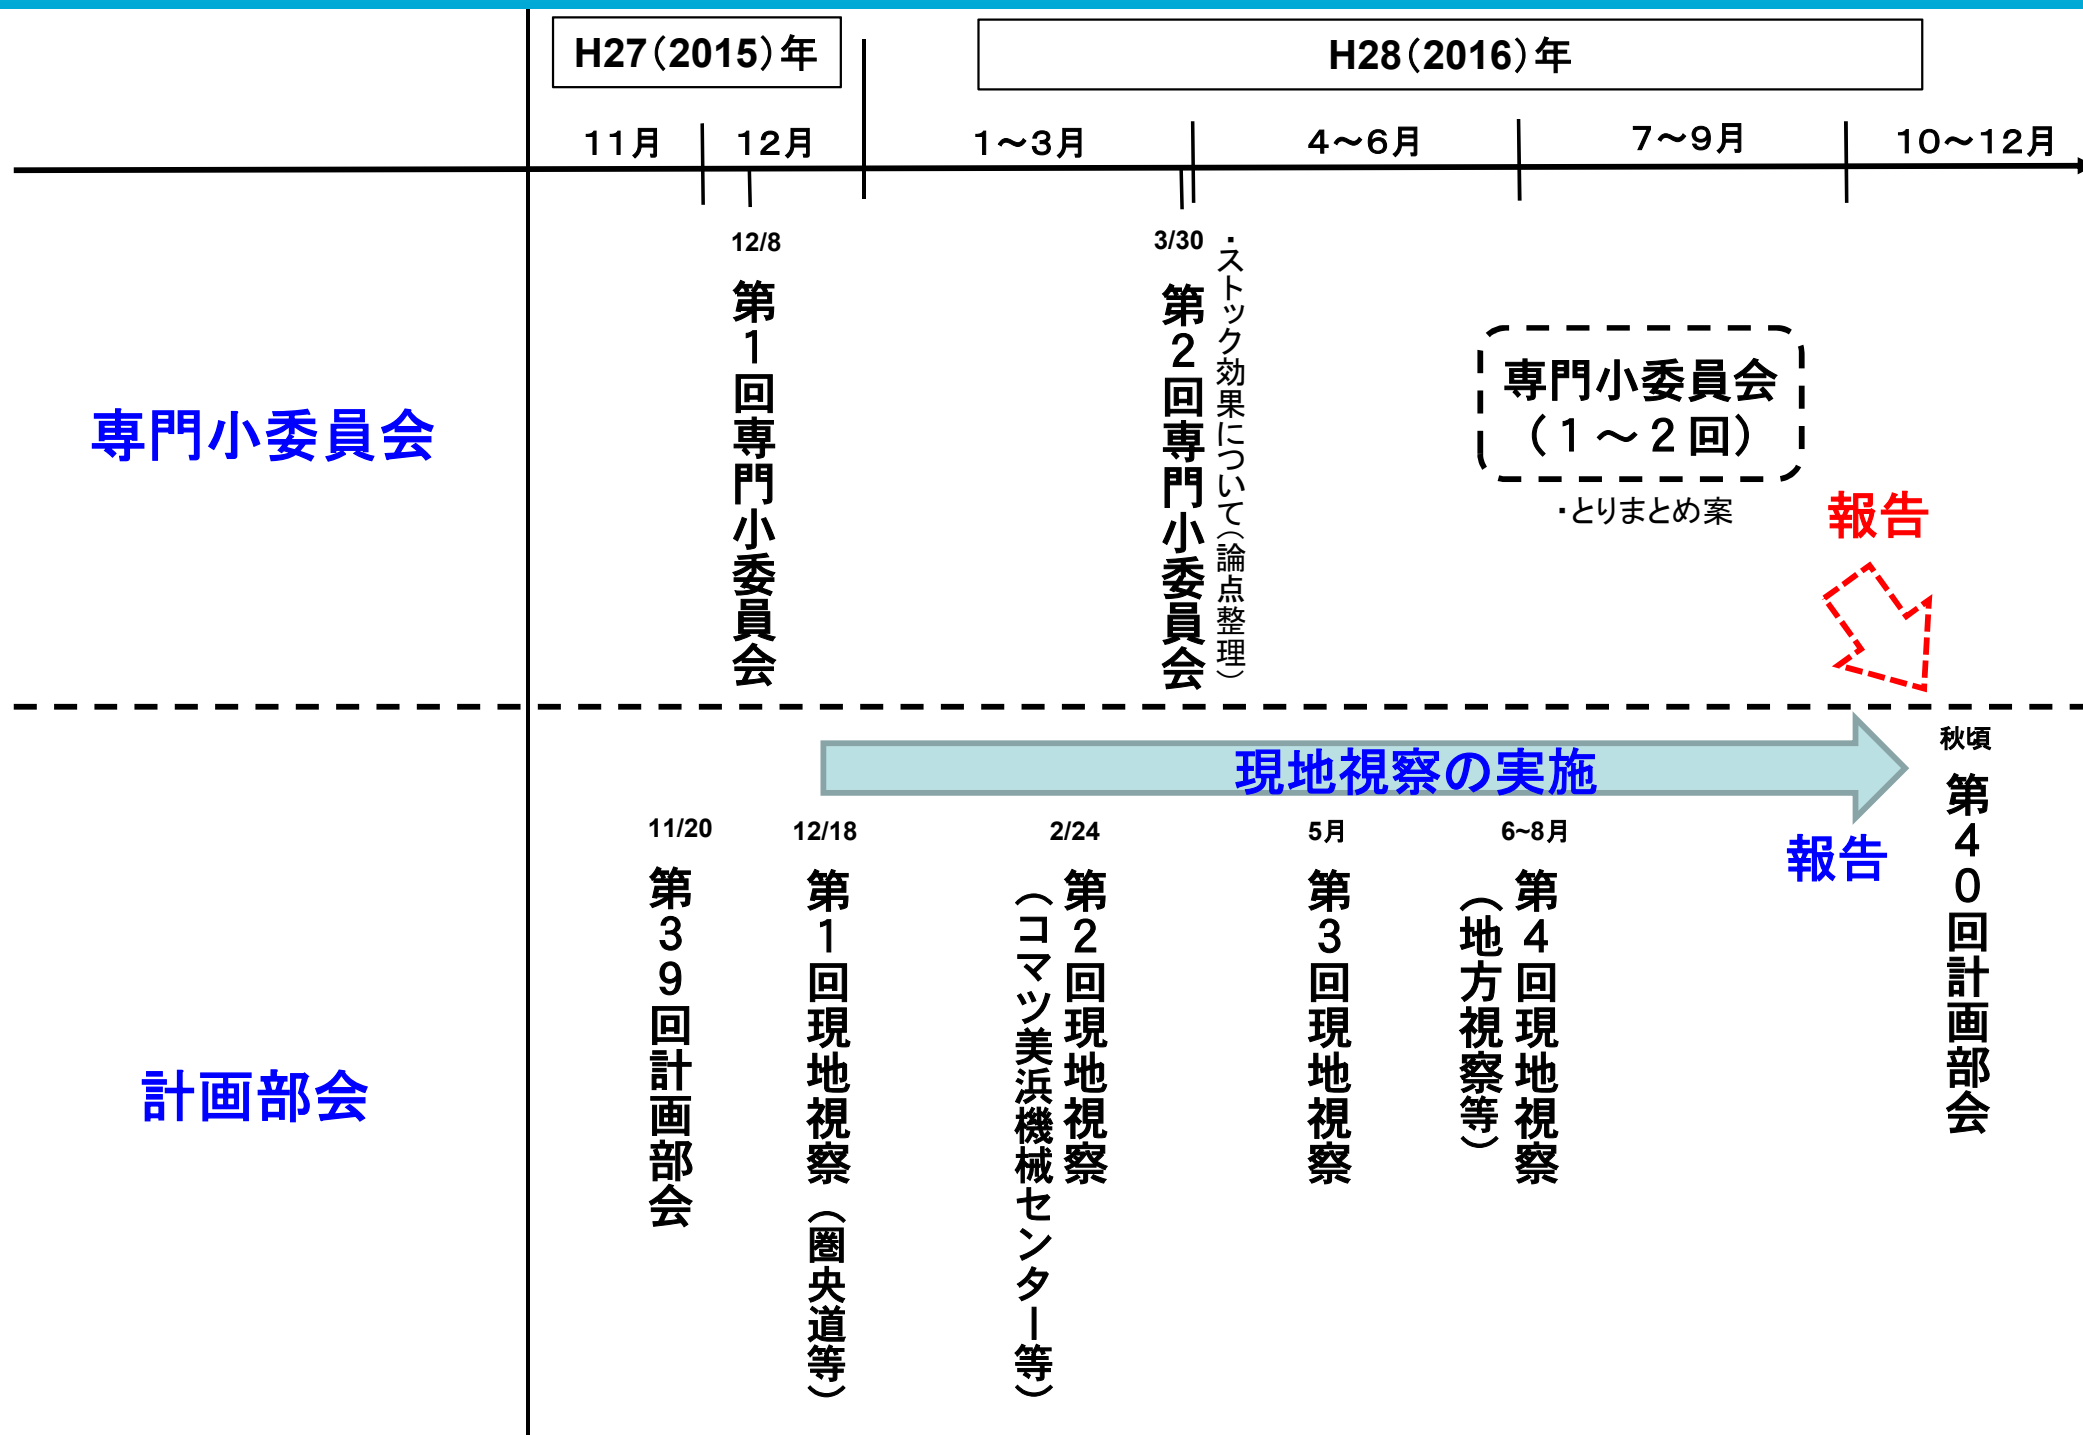 H27（2015）年
H28（2016）年
11月
12月
1～3月
4～6月
7～9月
10～12月
専門小委員会
12/8
第1回専門小委員会
3/30
第2回専門小委員会
・ストック効果について（論点整理）
専門小委員会
（1～2回）
・とりまとめ案
報告
計画部会
現地視察の実施
報告
11/20
第39回計画部会
12/18
第1回現地視察（圏央道等）
2/24
第2回現地視察
（コマツ美浜機械センター等）
5月
第3回現地視察
6~8月
第4回現地視察
（地方視察等）
秋頃
第40回計画部会